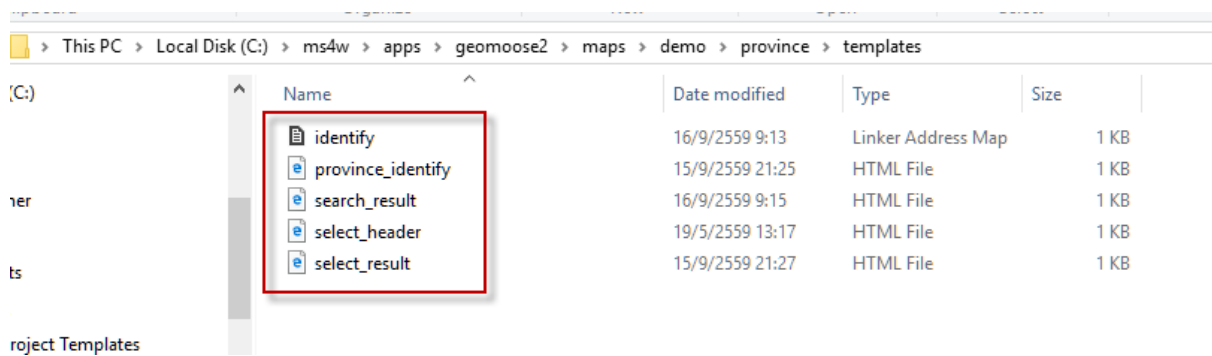 This PC > Local Disk (C:) > ms4w > apps > geomoose2 > maps > demo > province > templates
(C:) Name Date modified Type Size
identify 16/9/2559 9:13 Linker Address Map 1 KB
province_identify 15/9/2559 21:25 HTML File 1 KB
search_result 16/9/2559 9:15 HTML File 1 KB
select_header 19/5/2559 13:17 HTML File 1 KB
select_result 15/9/2559 21:27 HTML File 1 KB
roject Templates